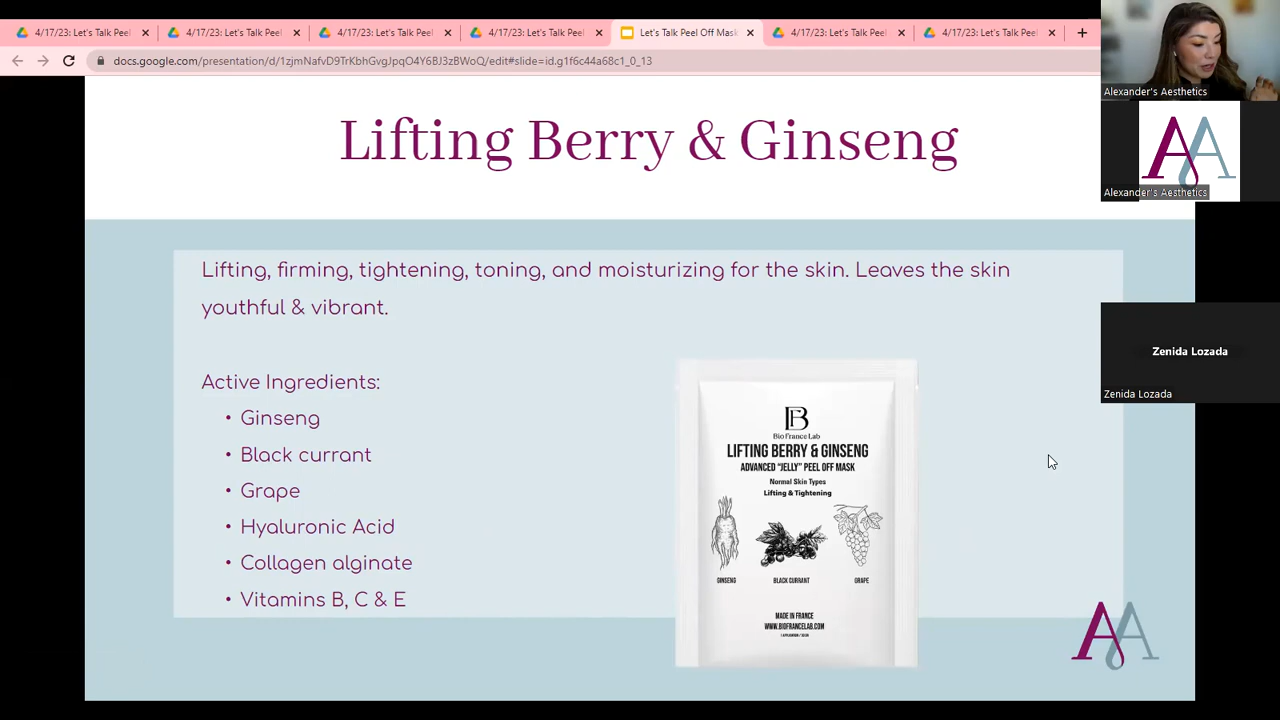 4/17/23: Let's Talk Peel
4/17/23: Let's Talk Peel
4/17/23: Let's Talk Peel
4/17/23: Let's Talk Peel
Let's Talk Peel Off Mask
4/17/23: Let's Talk Peel
4/17/23: Let's Talk Peel
docs.google.com/presentation/d/1zjmNafvD9TrKbhGvgJpqO4Y6BJ3zBWoQ/edit#slide=id.g1f6c44a68c1_0_13
Alexander's Aesthetics
AA
Alexander's Aesthetics
Zenida Lozada
Zenida Lozada
Lifting Berry & Ginseng
Lifting, firming, tightening, toning, and moisturizing for the skin. Leaves the skin
youthful & vibrant.
Active Ingredients:
• Ginseng
• Black currant
• Grape
• Hyaluronic Acid
• Collagen alginate
• Vitamins B, C & E
Bio France Lab
LIFTING BERRY & GINSENG
ADVANCED "JELLY" PEEL OFF MASK
Normal Skin Types
Lifting & Tightening
GINSENG
BLACK CURRANT
GRAPE
MADE IN FRANCE
WWW.BIOFRANCELAB.COM
AA